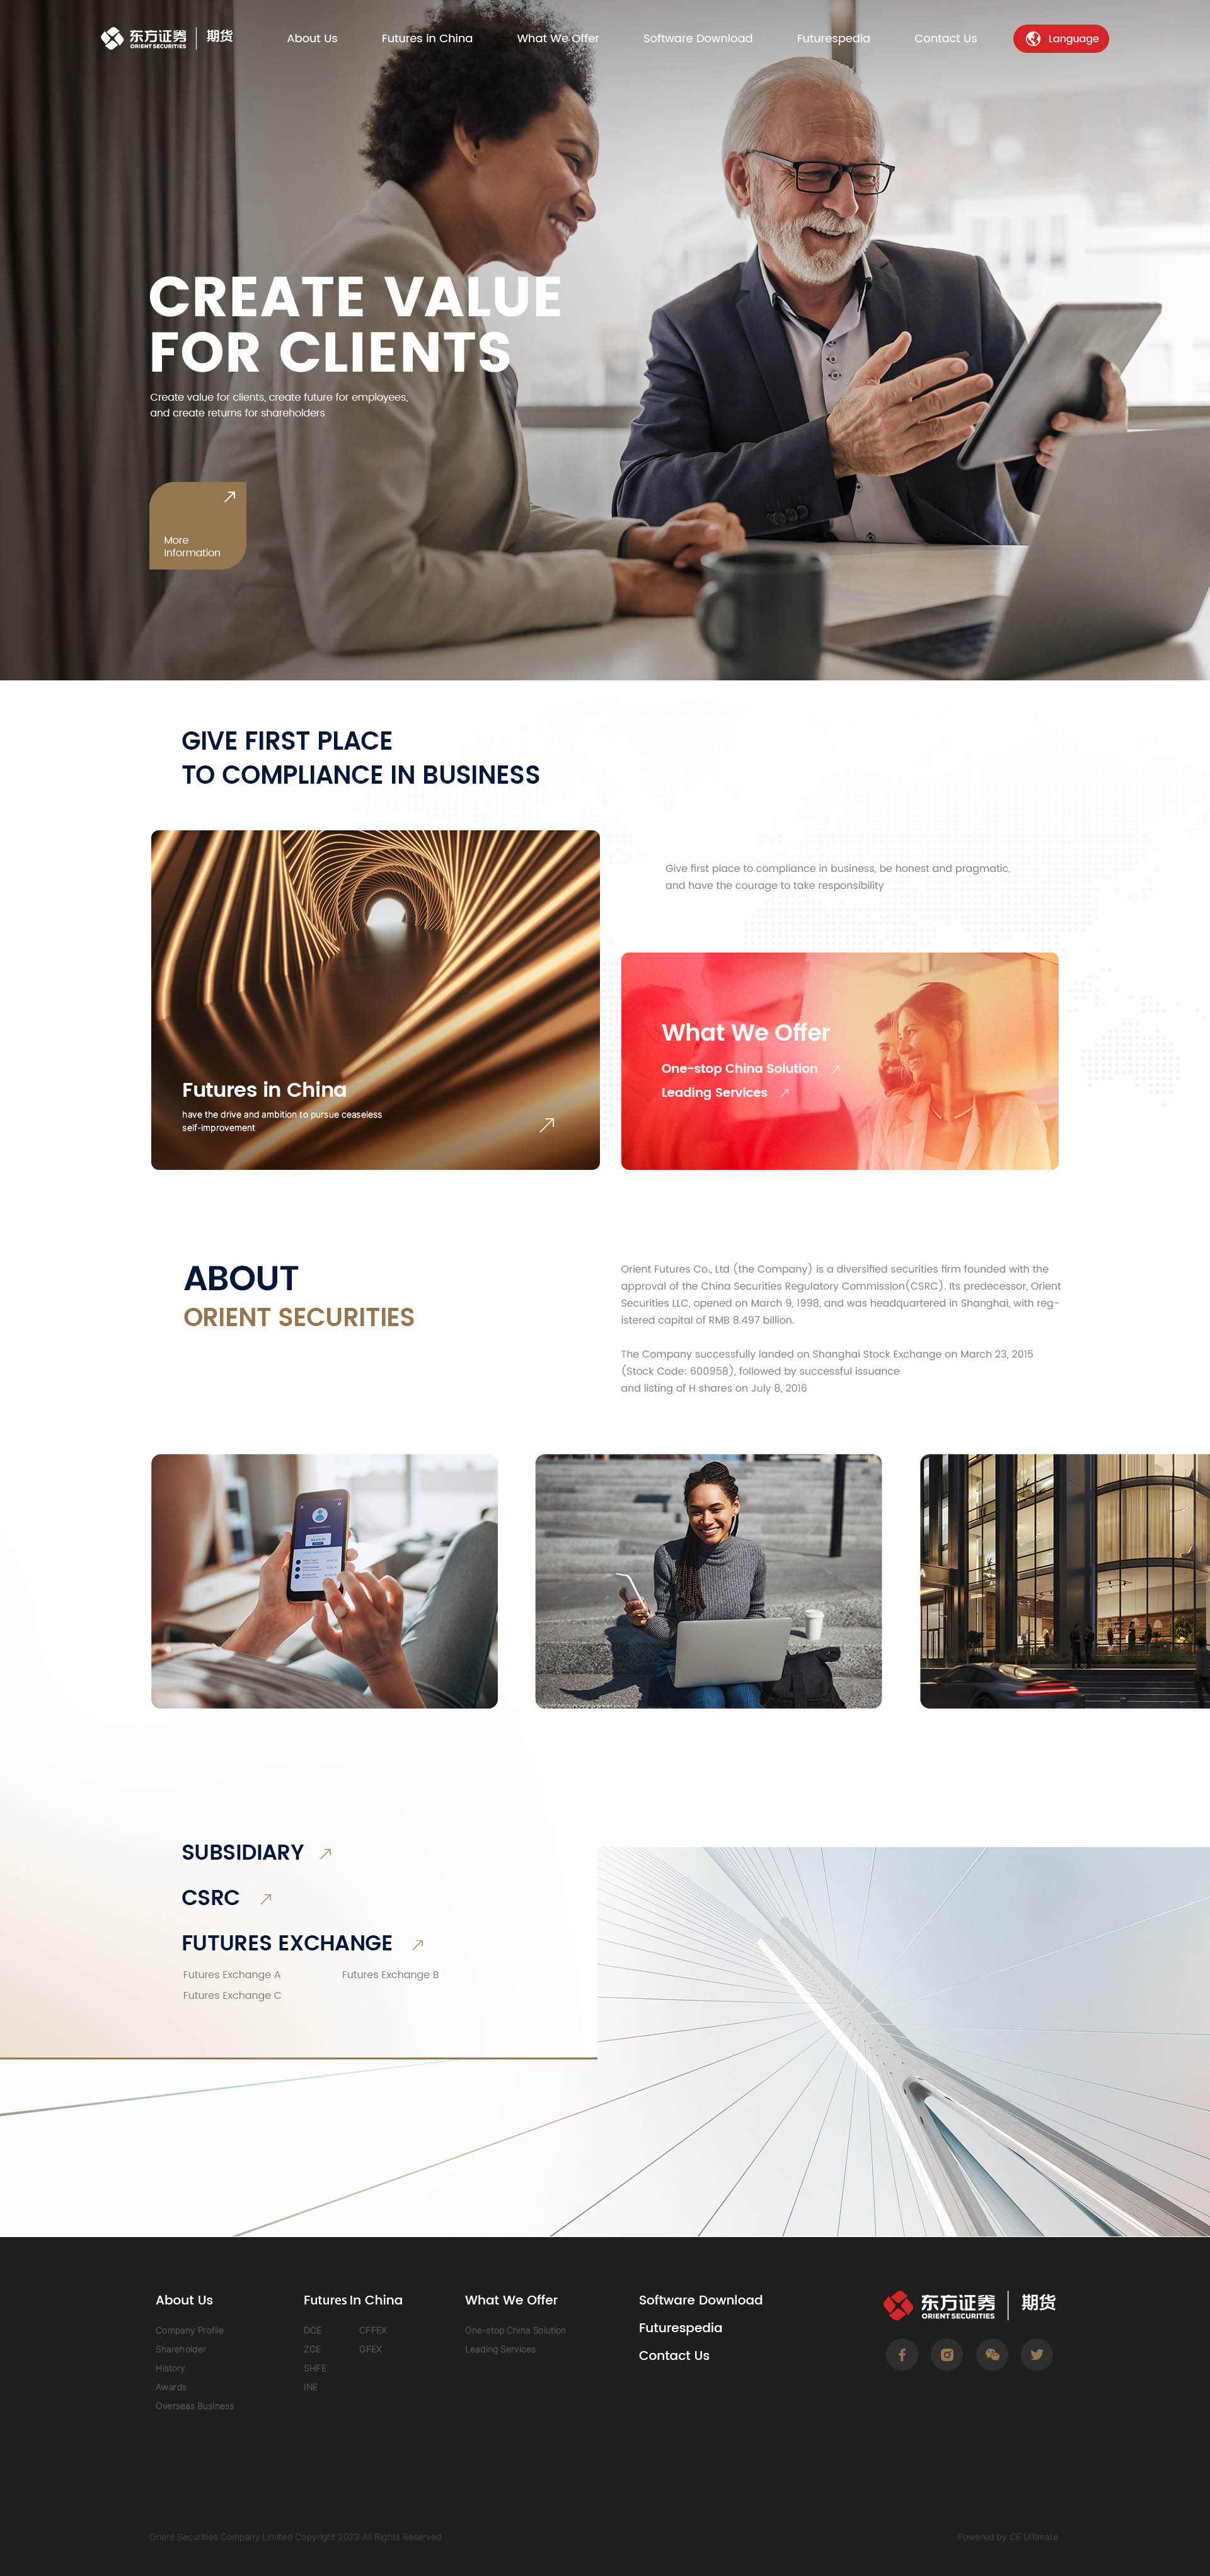 东方证券 期货
ORIENT SECURITIES
About Us
Futures in China
What We Offer
Software Download
Futurespedia
Contact Us
Language
CREATE VALUE
FOR CLIENTS
Create value for clients, create future for employees,
and create returns for shareholders
More
Information
GIVE FIRST PLACE
TO COMPLIANCE IN BUSINESS
Give first place to compliance in business, be honest and pragmatic,
and have the courage to take responsibility
Futures in China
have the drive and ambition to pursue ceaseless
self-improvement
What We Offer
One-stop China Solution
Leading Services
ABOUT
ORIENT SECURITIES
Orient Futures Co., Ltd (the Company) is a diversified securities firm founded with the
approval of the China Securities Regulatory Commission(CSRC). Its predecessor, Orient
Securities LLC, opened on March 9, 1998, and was headquartered in Shanghai, with reg-
istered capital of RMB 8.497 billion.
The Company successfully landed on Shanghai Stock Exchange on March 23, 2015
(Stock Code: 600958), followed by successful issuance
and listing of H shares on July 8, 2016
SUBSIDIARY
CSRC
FUTURES EXCHANGE
Futures Exchange A
Futures Exchange B
Futures Exchange C
About Us
Company Profile
Shareholder
History
Awards
Overseas Business
Futures In China
DCE
CFFEX
ZCE
GFEX
SHFE
INE
What We Offer
One-stop China Solution
Leading Services
Software Download
Futurespedia
Contact Us
东方证券 期货
ORIENT SECURITIES
Orient Securities Company Limited Copyright 2023 All Rights Reserved
Powered by CE Ultimate